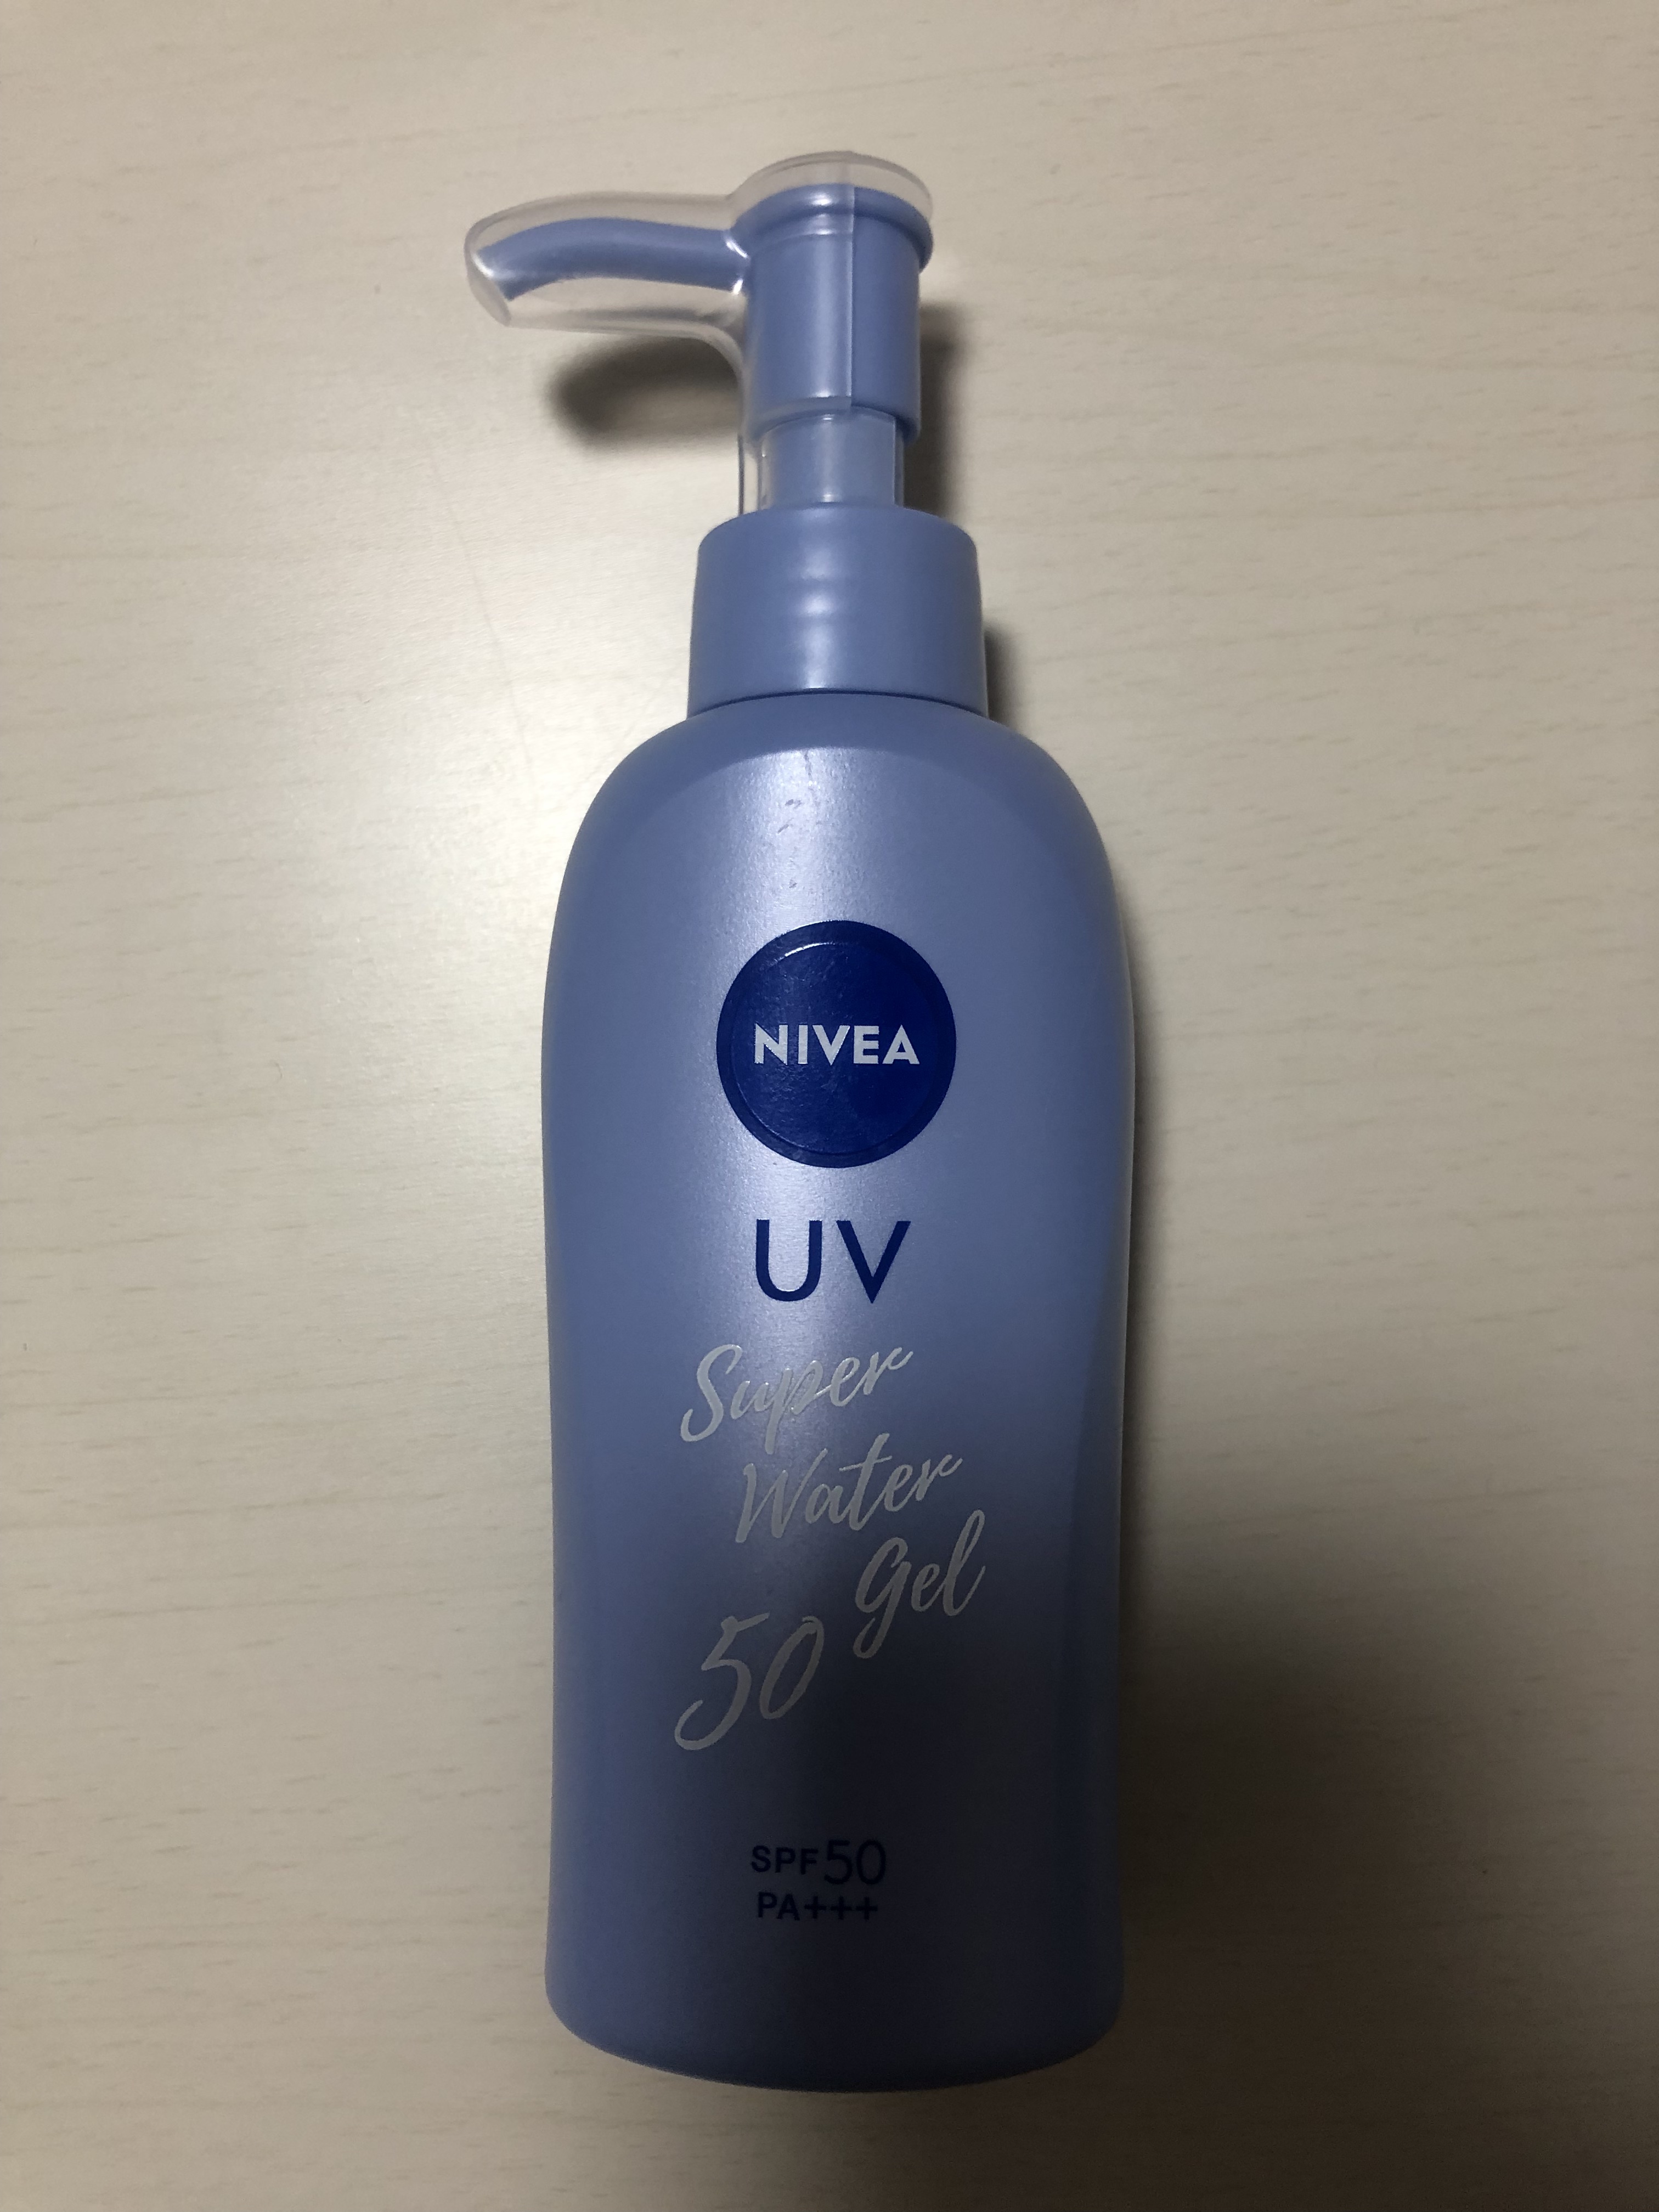 NIVEA
UV
Super
Water
Gel
50
SPF50
PA+++